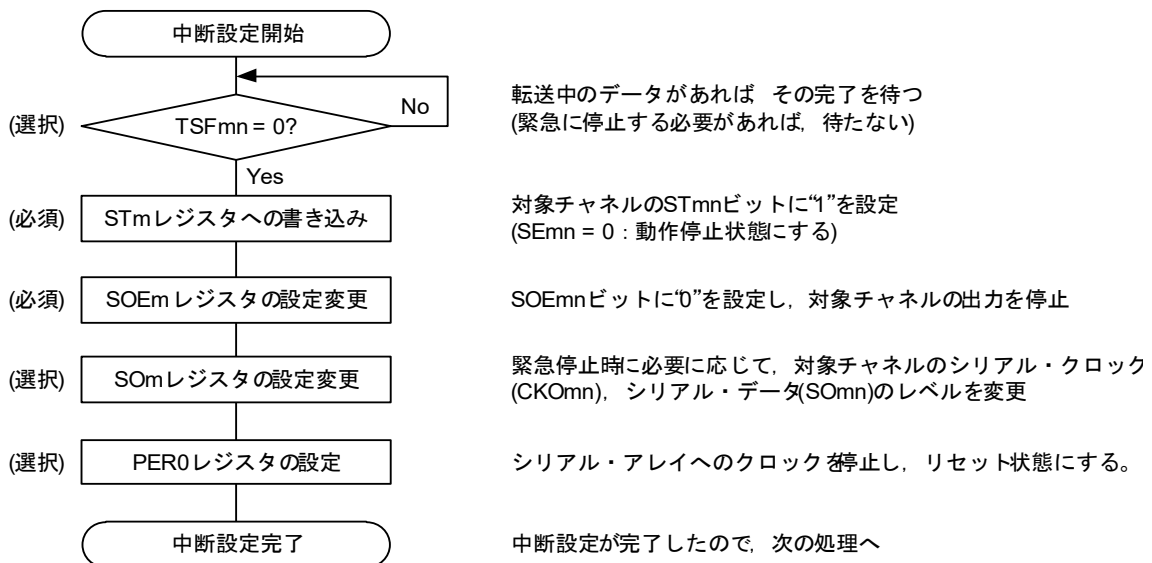 中断設定開始
No
転送中のデータがあれば, その完了を待つ
(選択)
TSFmn = 0?
(緊急に停止する必要があれば, 待たない)
Yes
(必須)
STmレジスタへの書き込み
対象チャネルのSTmnビットに“1”を設定
(SEmn = 0 : 動作停止状態にする)
(必須)
SOEmレジスタの設定変更
SOEmnビットに“0”を設定し, 対象チャネルの出力を停止
(選択)
SOmレジスタの設定変更
緊急停止時に必要に応じて, 対象チャネルのシリアル・クロック
(CKOmn), シリアル・データ(SOmn)のレベルを変更
(選択)
PER0レジスタの設定
シリアル・アレイへのクロックを停止し, リセット状態にする。
中断設定完了
中断設定が完了したので, 次の処理へ